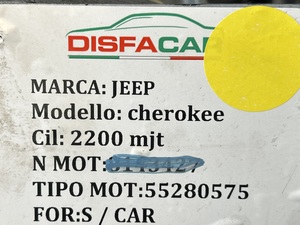 DISFACAR
MARCA: JEEP
Modello: cherokee
Cil: 2200 mjt
N MOT:
TIPO MOT:55280575
FOR:S / CAR